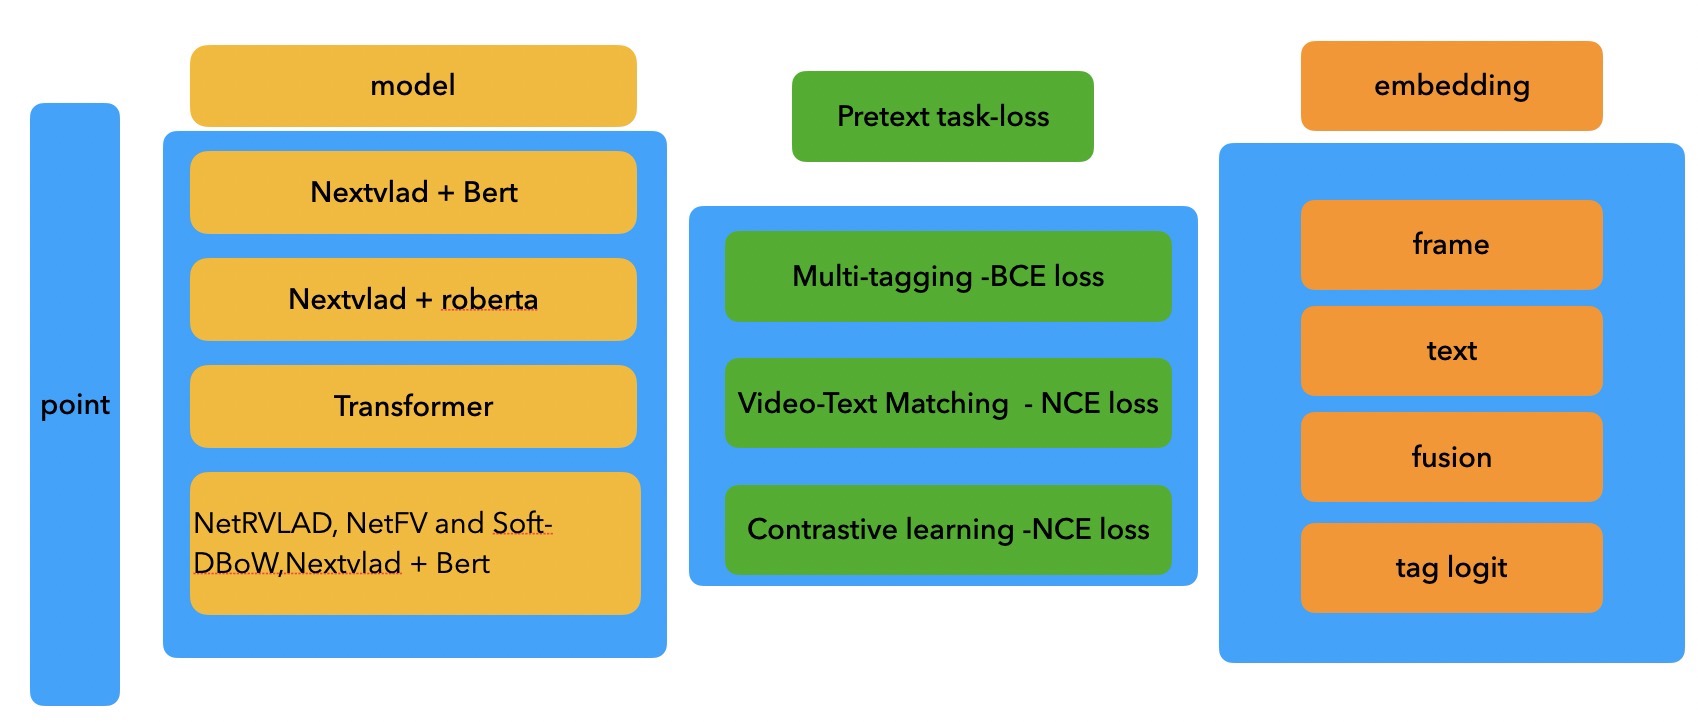 point
model
Nextvlad + Bert
Nextvlad + roberta
Transformer
NetRVLAD, NetFV and Soft-
DBoW,Nextvlad + Bert
Pretext task-loss
Multi-tagging -BCE loss
Video-Text Matching  - NCE loss
Contrastive learning -NCE loss
embedding
frame
text
fusion
tag logit